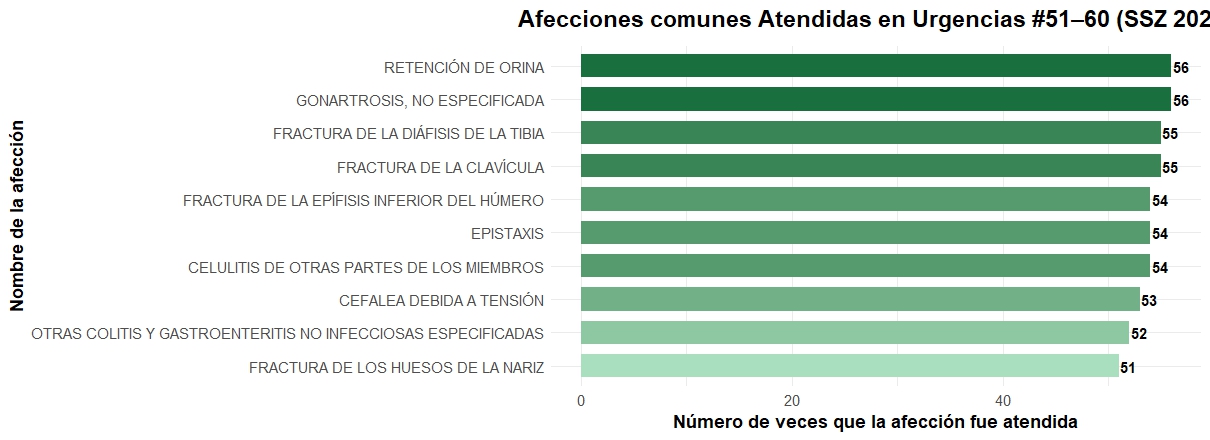 Afecciones comunes Atendidas en Urgencias #51–60 (SSZ 202
Nombre de la afección
RETENCIÓN DE ORINA 56
GONARTROSIS, NO ESPECIFICADA 56
FRACTURA DE LA DIÁFISIS DE LA TIBIA 55
FRACTURA DE LA CLAVÍCULA 55
FRACTURA DE LA EPÍFISIS INFERIOR DEL HÚMERO 54
EPISTAXIS 54
CELULITIS DE OTRAS PARTES DE LOS MIEMBROS 54
CEFALEA DEBIDA A TENSIÓN 53
OTRAS COLITIS Y GASTROENTERITIS NO INFECCIOSAS ESPECIFICADAS 52
FRACTURA DE LOS HUESOS DE LA NARIZ 51
0 20 40
Número de veces que la afección fue atendida